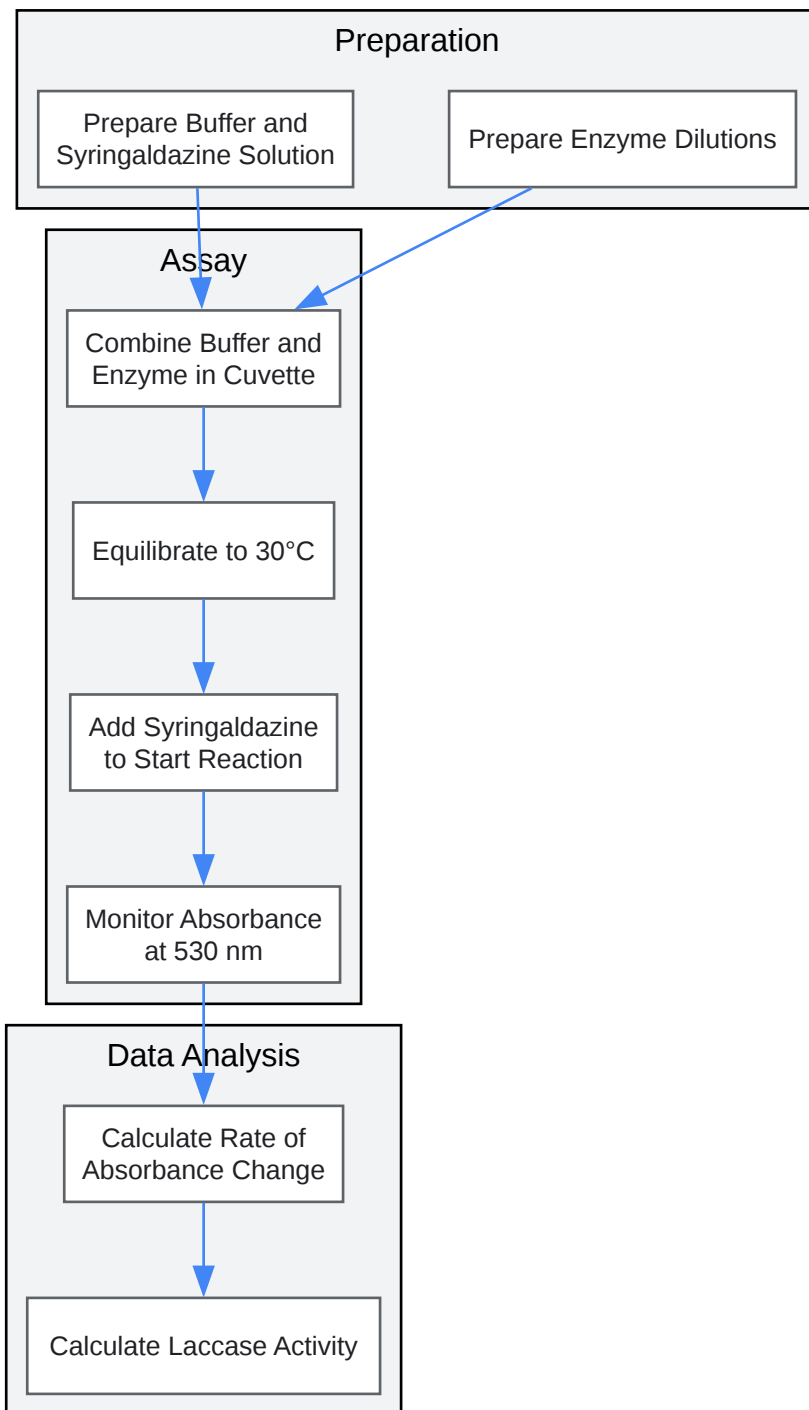 Preparation
Prepare Buffer and
Syringaldazine Solution
Prepare Enzyme Dilutions
Assay
Combine Buffer and
Enzyme in Cuvette
Equilibrate to 30°C
Add Syringaldazine
to Start Reaction
Monitor Absorbance
at 530 nm
Data Analysis
Calculate Rate of
Absorbance Change
Calculate Laccase Activity